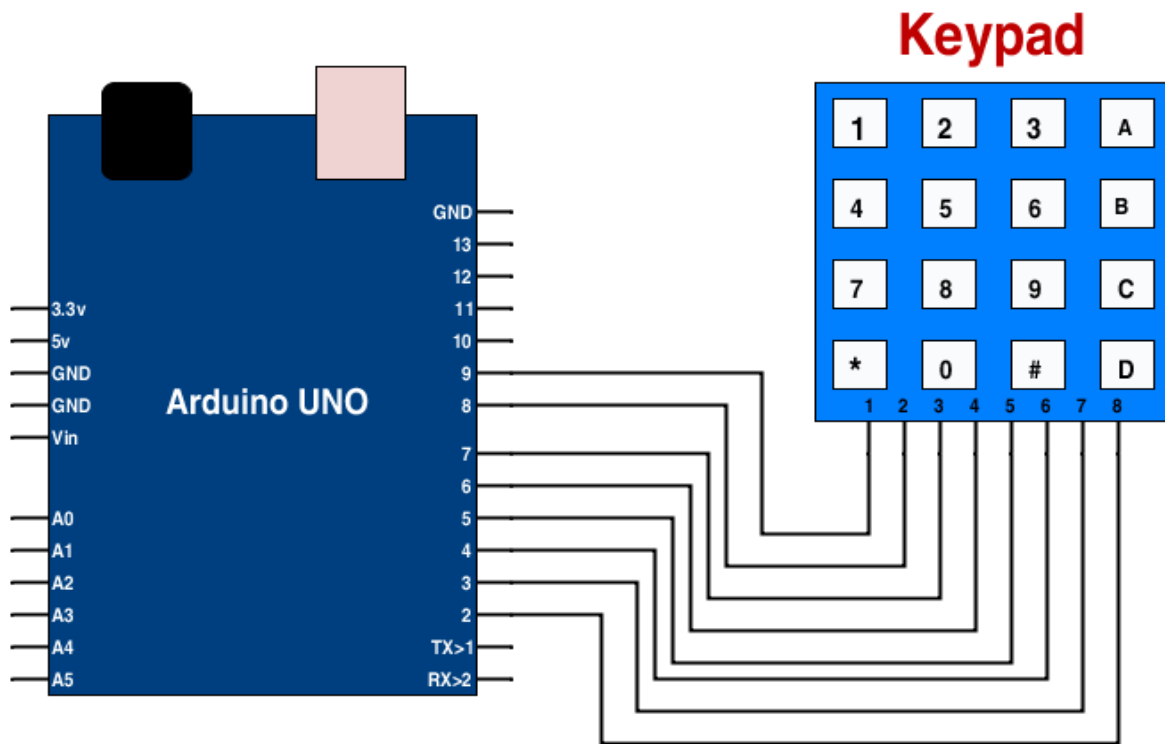 Keypad
1 2 3 A
4 5 6 B
7 8 9 C
* 0 # D
1 2 3 4 5 6 7 8
Arduino UNO
3.3v
5v
GND
GND
Vin
A0
A1
A2
A3
A4
A5
GND
13
12
11
10
9
8
7
6
5
4
3
2
TX>1
RX>2